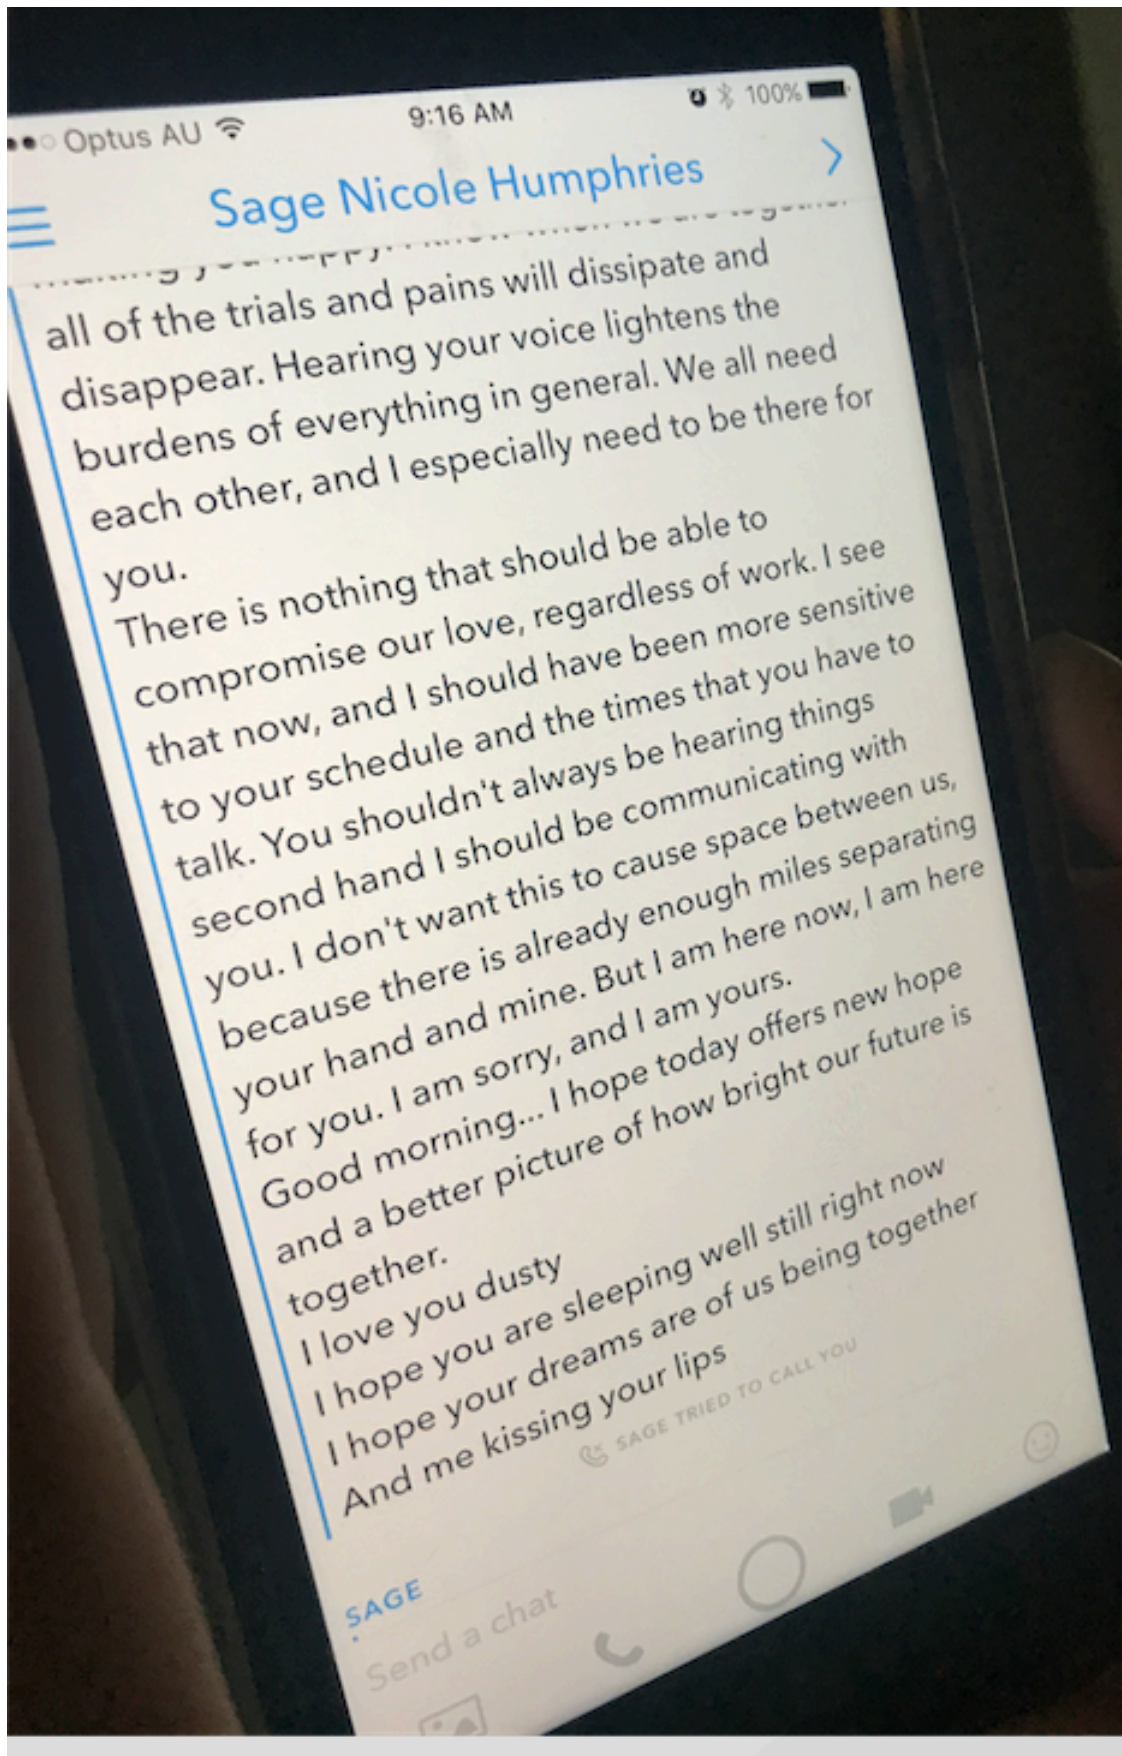 Optus AU
9:16 AM
100%
Sage Nicole Humphries
all of the trials and pains will dissipate and
disappear. Hearing your voice lightens the
burdens of everything in general. We all need
each other, and I especially need to be there for
you.
There is nothing that should be able to
compromise our love, regardless of work. I see
that now, and I should have been more sensitive
to your schedule and the times that you have to
talk. You shouldn't always be hearing things
second hand I should be communicating with
you. I don't want this to cause space between us,
because there is already enough miles separating
your hand and mine. But I am here now, I am here
for you. I am sorry, and I am yours.
Good morning... I hope today offers new hope
and a better picture of how bright our future is
together.
I love you dusty
I hope you are sleeping well still right now
I hope your dreams are of us being together
And me kissing your lips
SAGE TRIED TO CALL YOU
SAGE
Send a chat